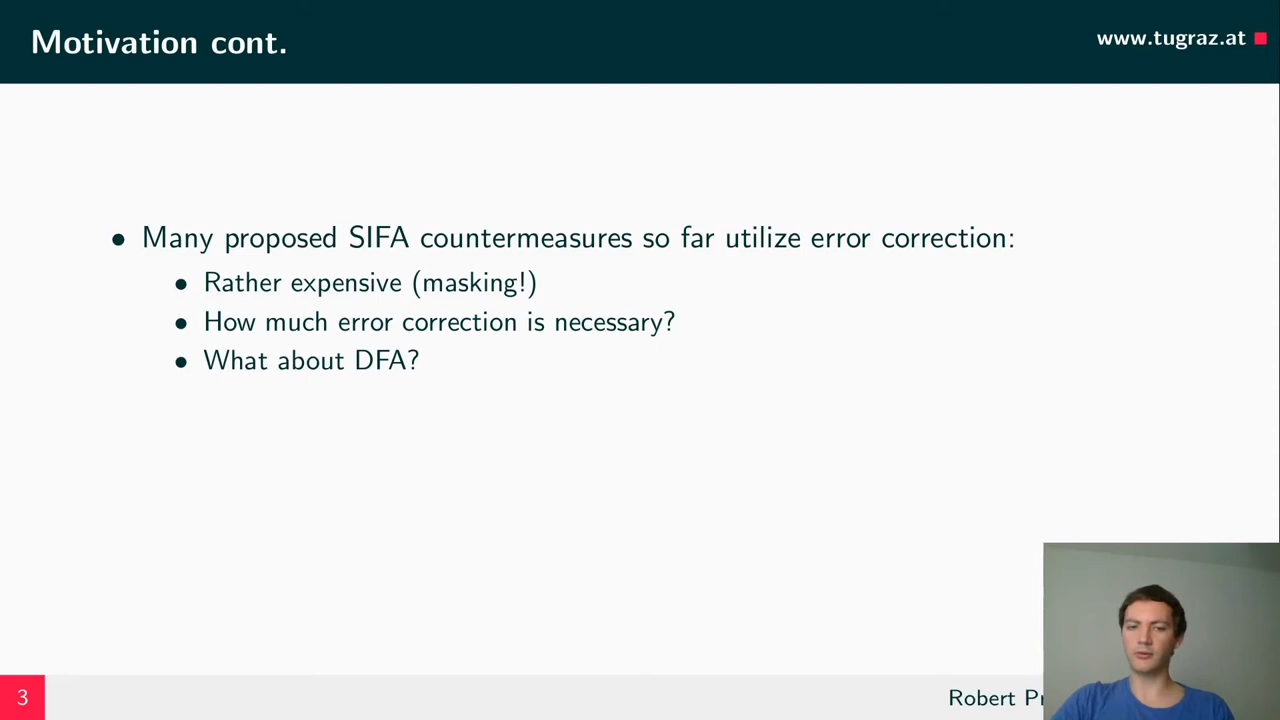 Motivation cont.
www.tugraz.at
• Many proposed SIFA countermeasures so far utilize error correction:
• Rather expensive (masking!)
• How much error correction is necessary?
• What about DFA?
3
Robert